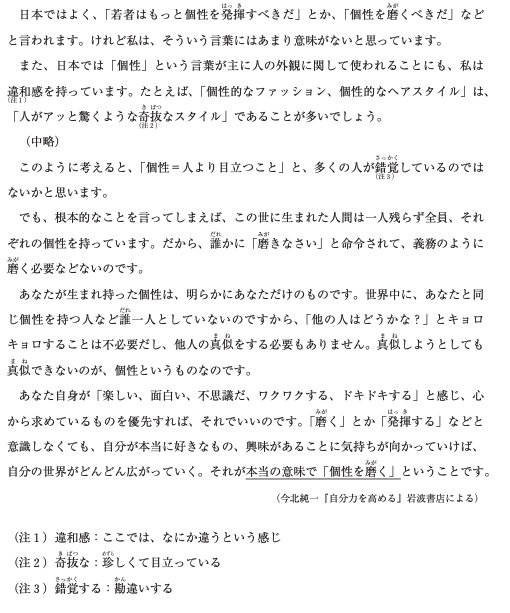 日本ではよく、「若者はもっと個性を発揮すべきだ」とか、「個性を磨くべきだ」など
と言われます。けれど私は、そういう言葉にはあまり意味がないと思っています。
また、日本では「個性」という言葉が主に人の外観に関して使われることにも、私は
違和感を持っています。たとえば、「個性的なファッション、個性的なヘアスタイル」は、
「人がアッと驚くような奇抜なスタイル」であることが多いでしょう。
（中略）
このように考えると、「個性＝人より目立つこと」と、多くの人が錯覚しているのでは
ないかと思います。
でも、根本的なことを言ってしまえば、この世に生まれた人間は一人残らず全員、それ
ぞれの個性を持っています。だから、誰かに「磨きなさい」と命令されて、義務のように
磨く必要などないのです。
あなたが生まれ持った個性は、明らかにあなただけのものです。世界中に、あなたと同
じ個性を持つ人など誰一人としていないのですから、「他の人はどうかな？」とキョロ
キョロすることは不必要だし、他人の真似をする必要もありません。真似しようとしても
真似できないのが、個性というものなのです。
あなた自身が「楽しい、面白い、不思議だ、ワクワクする、ドキドキする」と感じ、心
から求めているものを優先すれば、それでいいのです。「磨く」とか「発揮する」などと
意識しなくても、自分が本当に好きなもの、興味があることに気持ちが向かっていけば、
自分の世界がどんどん広がっていく。それが本当の意味で「個性を磨く」ということです。
（今北純一『自分力を高める』岩波書店による）
（注１）違和感：ここでは、なにか違うという感じ
（注２）奇抜な：珍しくて目立っている
（注３）錯覚する：勘違いする